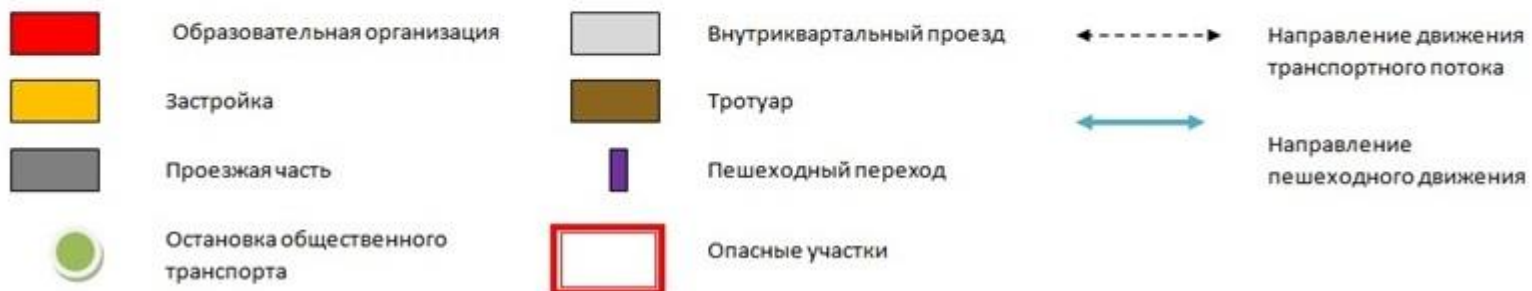 Образовательная организация
Застройка
Проезжая часть
Остановка общественного
транспорта
Внутриквартальный проезд
Тротуар
Пешеходный переход
Опасные участки
Направление движения
транспортного потока
Направление
пешеходного движения